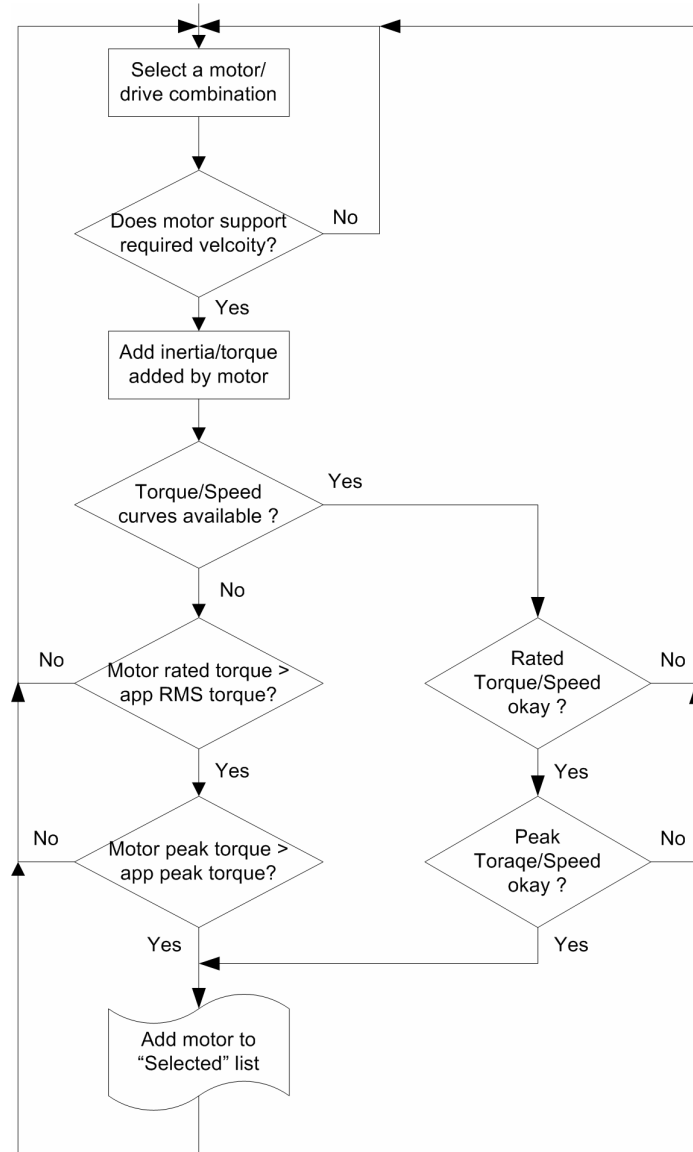 Select a motor/
drive combination
Does motor support
required velcoity?
No
Yes
Add inertia/torque
added by motor
Torque/Speed
curves available ?
Yes
No
No
Motor rated torque >
app RMS torque?
Rated
Torque/Speed
okay ?
No
Yes
Yes
No
Motor peak torque >
app peak torque?
Peak
Toraqe/Speed
okay ?
No
Yes
Yes
Add motor to
“Selected” list